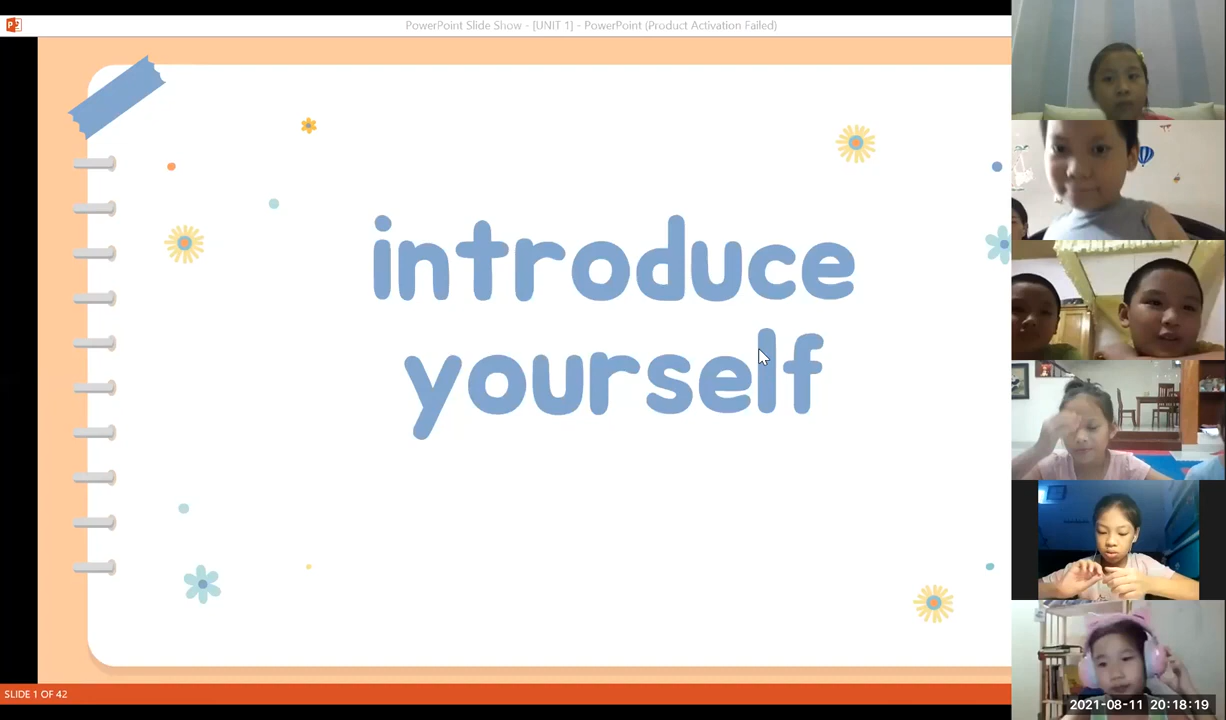 PowerPoint Slide Show - [UNIT 1] - PowerPoint (Product Activation Failed)
introduce
yourself
SLIDE 1 OF 42
2021-08-11 20:18:19